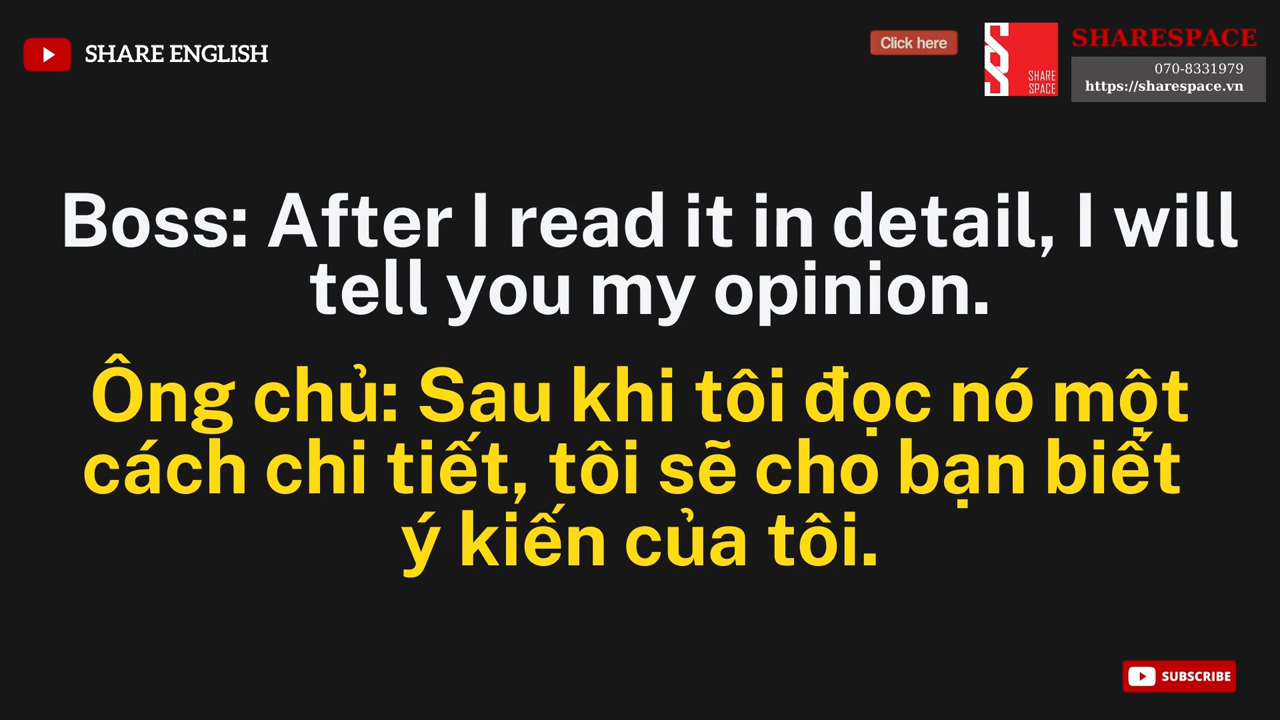 SHARE ENGLISH
Click here
SHARE
SPACE
SHARESPACE
070-8331979
https://sharespace.vn
Boss: After I read it in detail, I will
tell you my opinion.
Ông chủ: Sau khi tôi đọc nó một
cách chi tiết, tôi sẽ cho bạn biết
ý kiến của tôi.
SUBSCRIBE